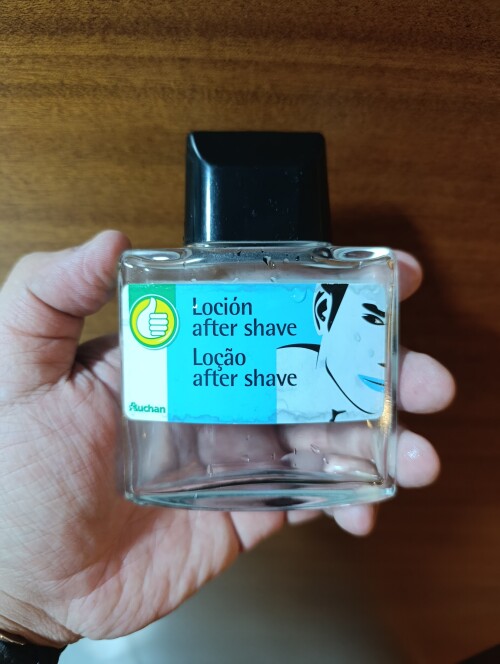 Loción
after shave
Loção
after shave
Auchan